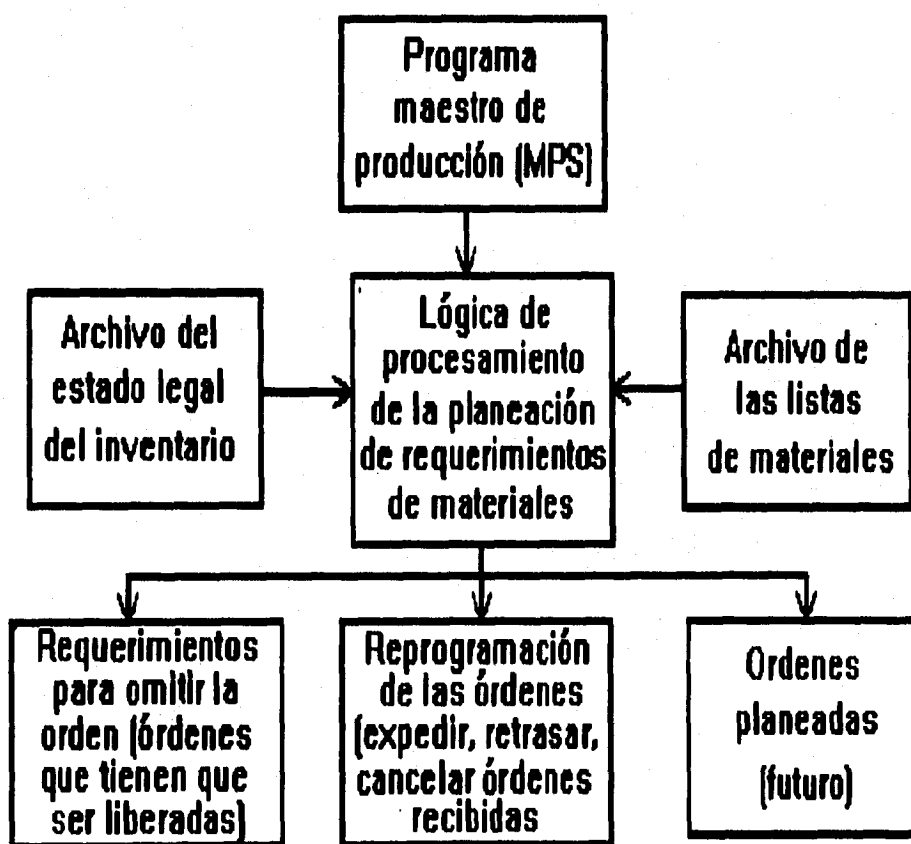 Programa
maestro de
producción (MPS)
Archivo del
estado legal
del inventario
Lógica de
procesamiento
de la planeación
de requerimientos
de materiales
Archivo de
las listas
de materiales
Requerimientos
para omitir la
orden (órdenes
que tienen que
ser liberadas)
Reprogramación
de las órdenes
(expedir, retrasar,
cancelar órdenes
recibidas
Ordenes
planeadas
(futuro)